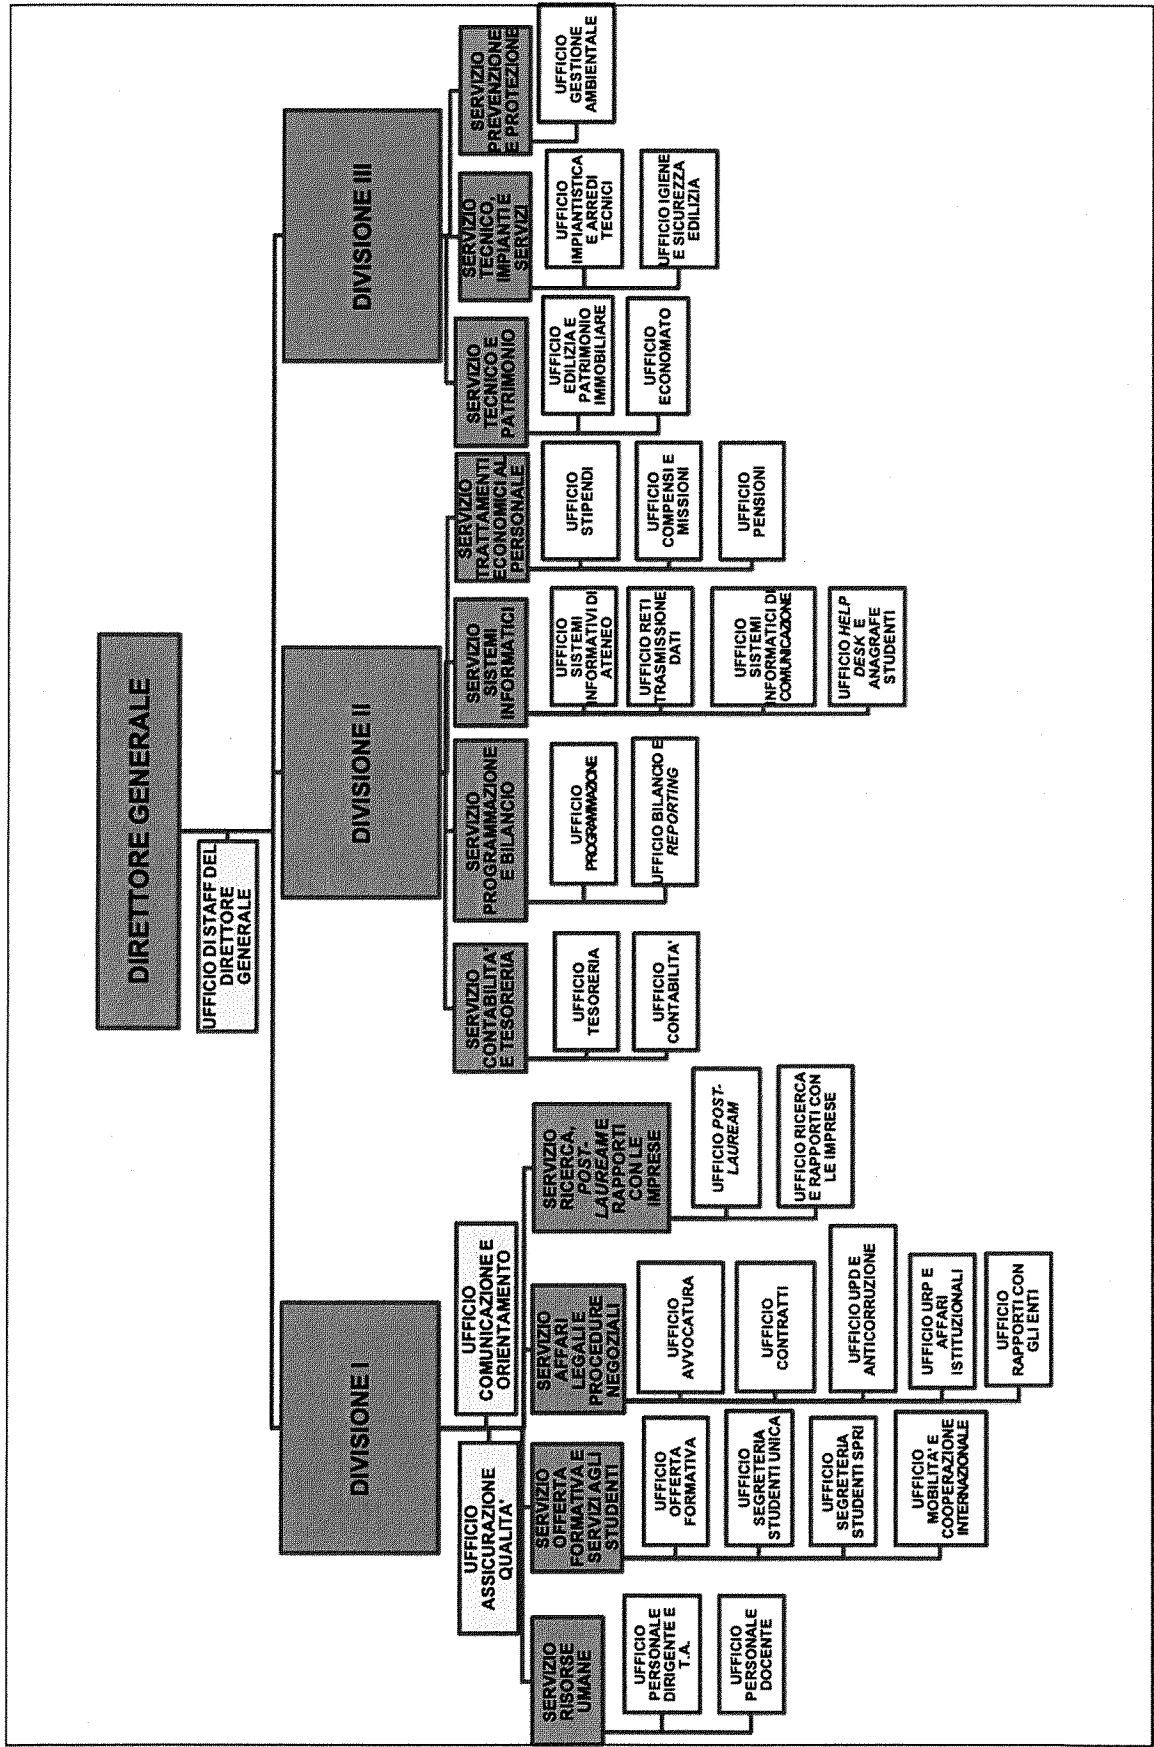 DIRETTORE GENERALE
UFFICIO DI STAFF DEL
DIRETTORE
GENERALE
DIVISIONE I
DIVISIONE II
DIVISIONE III
UFFICIO
ASSICURAZIONE
QUALITA'
UFFICIO
COMUNICAZIONE E
ORIENTAMENTO
SERVIZIO
RISORSE
UMANE
UFFICIO
PERSONALE
DIRIGENTE E
T.A.
UFFICIO
PERSONALE
DOCENTE
SERVIZIO
OFFERTA
FORMATIVA E
SERVIZI AGLI
STUDENTI
UFFICIO
OFFERTA
FORMATIVA
UFFICIO
SEGRETERIA
STUDENTI UNICA
UFFICIO
SEGRETERIA
STUDENTI SPRI
UFFICIO
MOBILITA' E
COOPERAZIONE
INTERNAZIONALE
SERVIZIO
AFFARI
LEGALI E
PROCEDURE
NEGOZIALI
UFFICIO
AVVOCATURA
UFFICIO
CONTRATTI
UFFICIO UPD E
ANTICORRUZIONE
UFFICIO URP E
AFFARI
ISTITUZIONALI
UFFICIO
RAPPORTI CON
GLI ENTI
SERVIZIO
RICERCA,
POST-
LAUREAM E
RAPPORTI
CON LE
IMPRESE
UFFICIO POST-
LAUREAM
UFFICIO RICERCA
E RAPPORTI CON
LE IMPRESE
SERVIZIO
CONTABILITA'
E TESORERIA
UFFICIO
TESORERIA
UFFICIO
CONTABILITA'
SERVIZIO
PROGRAMMAZIONE
E BILANCIO
UFFICIO
PROGRAMMAZIONE
UFFICIO BILANCIO E
REPORTING
SERVIZIO
SISTEMI
INFORMATICI
UFFICIO
SISTEMI
INFORMATIVI DI
ATENEO
UFFICIO RETI
TRASMISSIONE
DATI
UFFICIO
SISTEMI
INFORMATICI DI
COMUNICAZIONE
UFFICIO HELP
DESK E
ANAGRAFE
STUDENTI
SERVIZIO
TRATTAMENTI
ECONOMICI AL
PERSONALE
UFFICIO
STIPENDI
UFFICIO
COMPENSI E
MISSIONI
UFFICIO
PENSIONI
SERVIZIO
TECNICO E
PATRIMONIO
UFFICIO
EDILIZIA E
PATRIMONIO
IMMOBILIARE
UFFICIO
ECONOMATO
SERVIZIO
TECNICO,
IMPIANTI E
SERVIZI
UFFICIO
IMPIANTISTICA
E ARREDI
TECNICI
UFFICIO IGIENE
E SICUREZZA
EDILIZIA
SERVIZIO
PREVENZIONE
E PROTEZIONE
UFFICIO
GESTIONE
AMBIENTALE